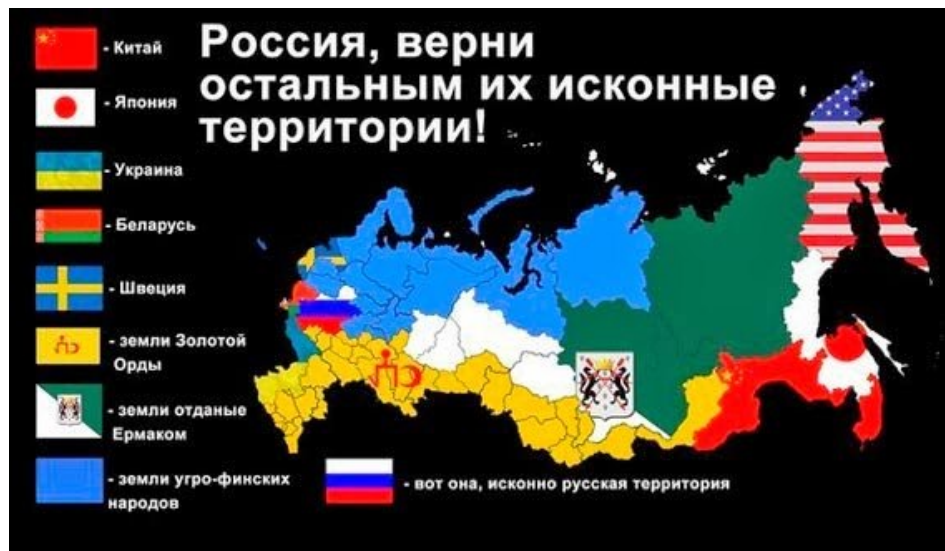 Россия, верни
остальным их исконные
территории!
- Китай
- Япония
- Украина
- Беларусь
- Швеция
- земли Золотой
Орды
- земли отданые
Ермаком
- земли угро-финских
народов
- вот она, исконно русская территория